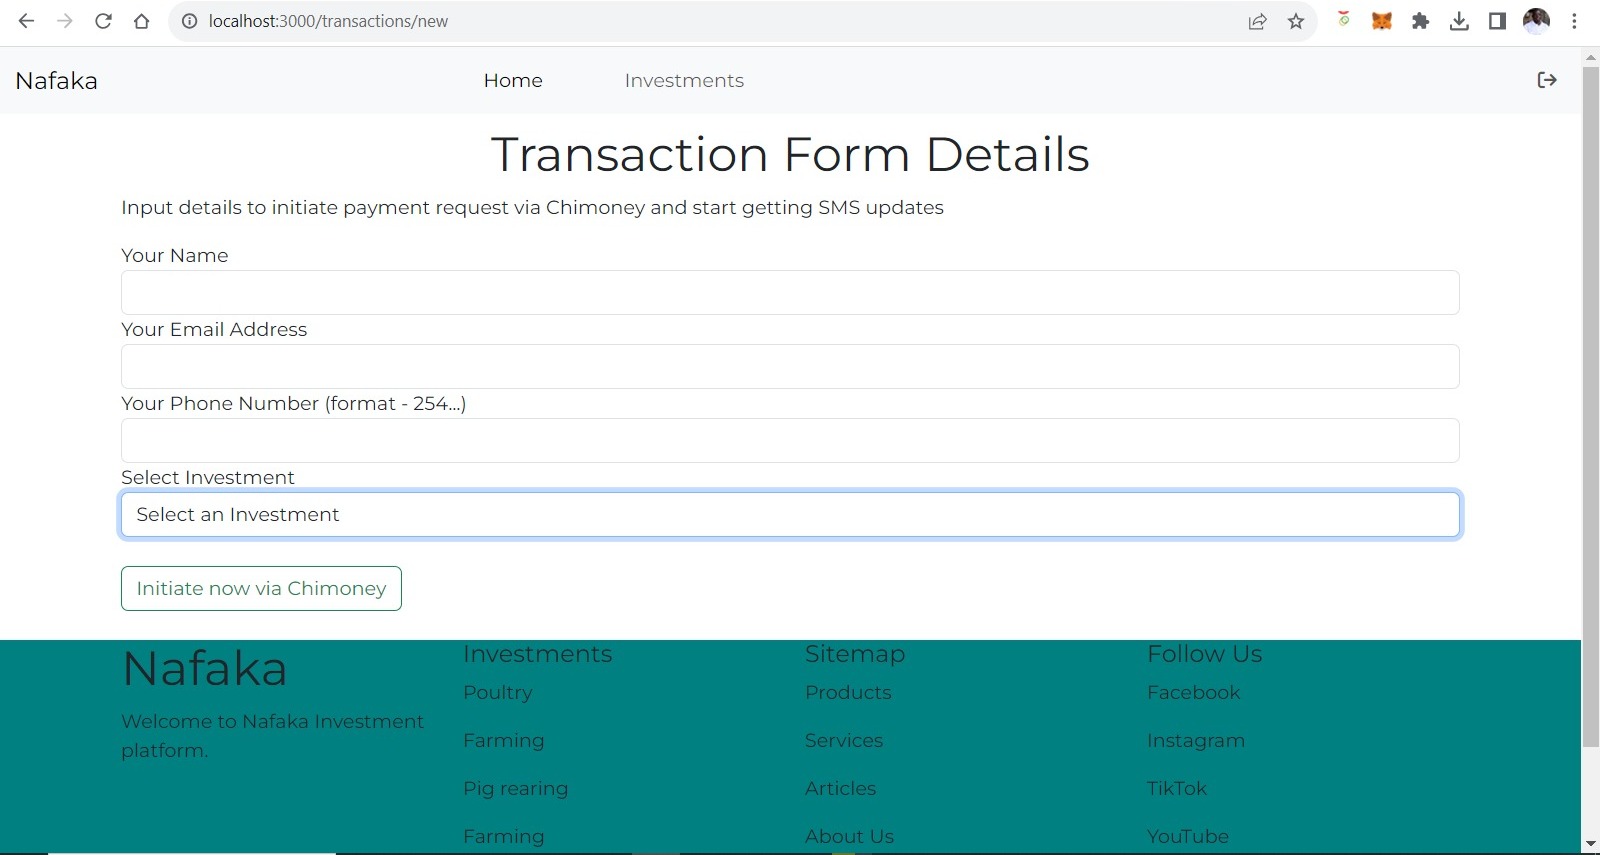 localhost:3000/transactions/new
Nafaka
Home
Investments
Transaction Form Details
Input details to initiate payment request via Chimoney and start getting SMS updates
Your Name
Your Email Address
Your Phone Number (format - 254...)
Select Investment
Select an Investment
Initiate now via Chimoney
Nafaka
Welcome to Nafaka Investment
platform.
Investments
Poultry
Farming
Pig rearing
Farming
Sitemap
Products
Services
Articles
About Us
Follow Us
Facebook
Instagram
TikTok
YouTube